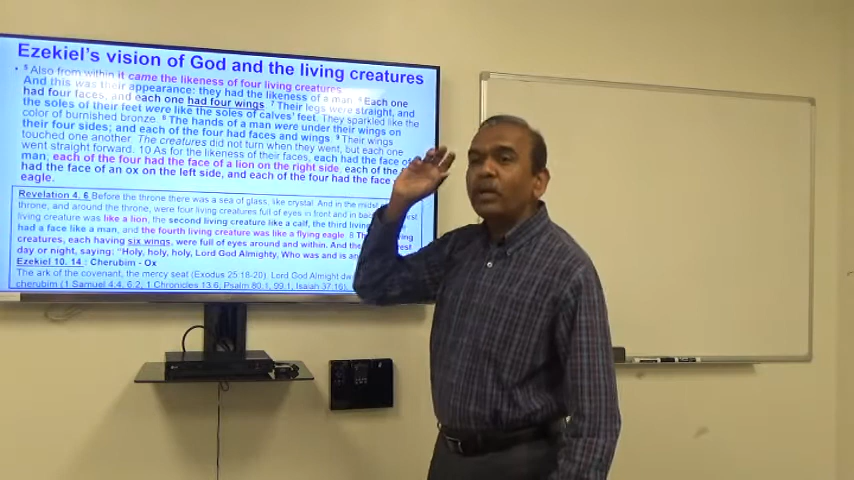 Ezekiel's vision of God and the living creatures
• 5 Also from within it came the likeness of four living creatures.
And this was their appearance: they had the likeness of a man. 6 Each one
had four faces, and each one had four wings. 7 Their legs were straight, and
the soles of their feet were like the soles of calves' feet. They sparkled like the
color of burnished bronze. 8 The hands of a man were under their wings on
their four sides; and each of the four had faces and wings. 9 Their wings
touched one another. The creatures did not turn when they went, but each one
went straight forward. 10 As for the likeness of their faces, each had the face of
man, each of the four had the face of a lion on the right side, each of the
had the face of an ox on the left side, and each of the four had the face
eagle.
Revelation 4. 6 Before the throne there was a sea of glass, like crystal. And in the midst
throne, and around the throne, were four living creatures full of eyes in front and in
living creature was like a lion, the second living creature like a calf, the third living
had a face like a man, and the fourth living creature was like a flying eagle. 8
creatures, each having six wings, were full of eyes around and within. And
day or night, saying: "Holy, holy, holy, Lord God Almighty, Who was and is
Ezekiel 10. 14 : Cherubim - Ox
The ark of the covenant, the mercy seat (Exodus 25.18-20). Lord God Almighty
cherubim (1 Samuel 4.4, 6.2, 1 Chronicles 13.6, Psalm 80.1, 99.1, Isaiah 37.16)